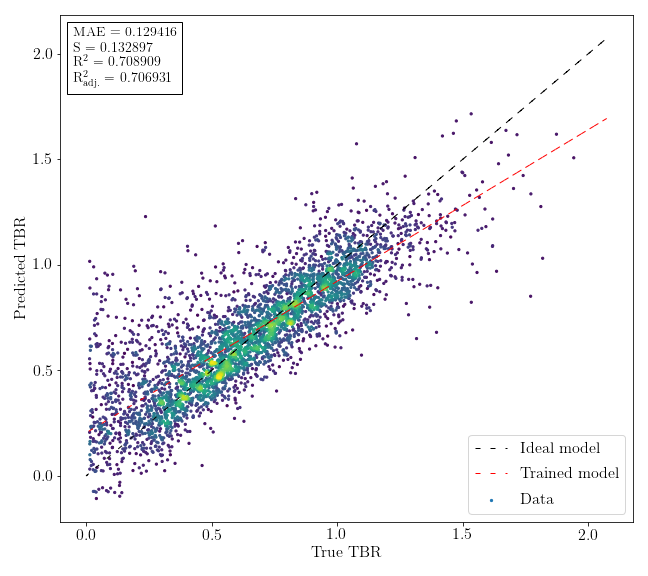 MAE = 0.129416
S = 0.132897
R² = 0.708909
R²adj. = 0.706931
2.0
1.5
1.0
0.5
0.0
Predicted TBR
Ideal model
Trained model
Data
0.0 0.5 1.0 1.5 2.0
True TBR